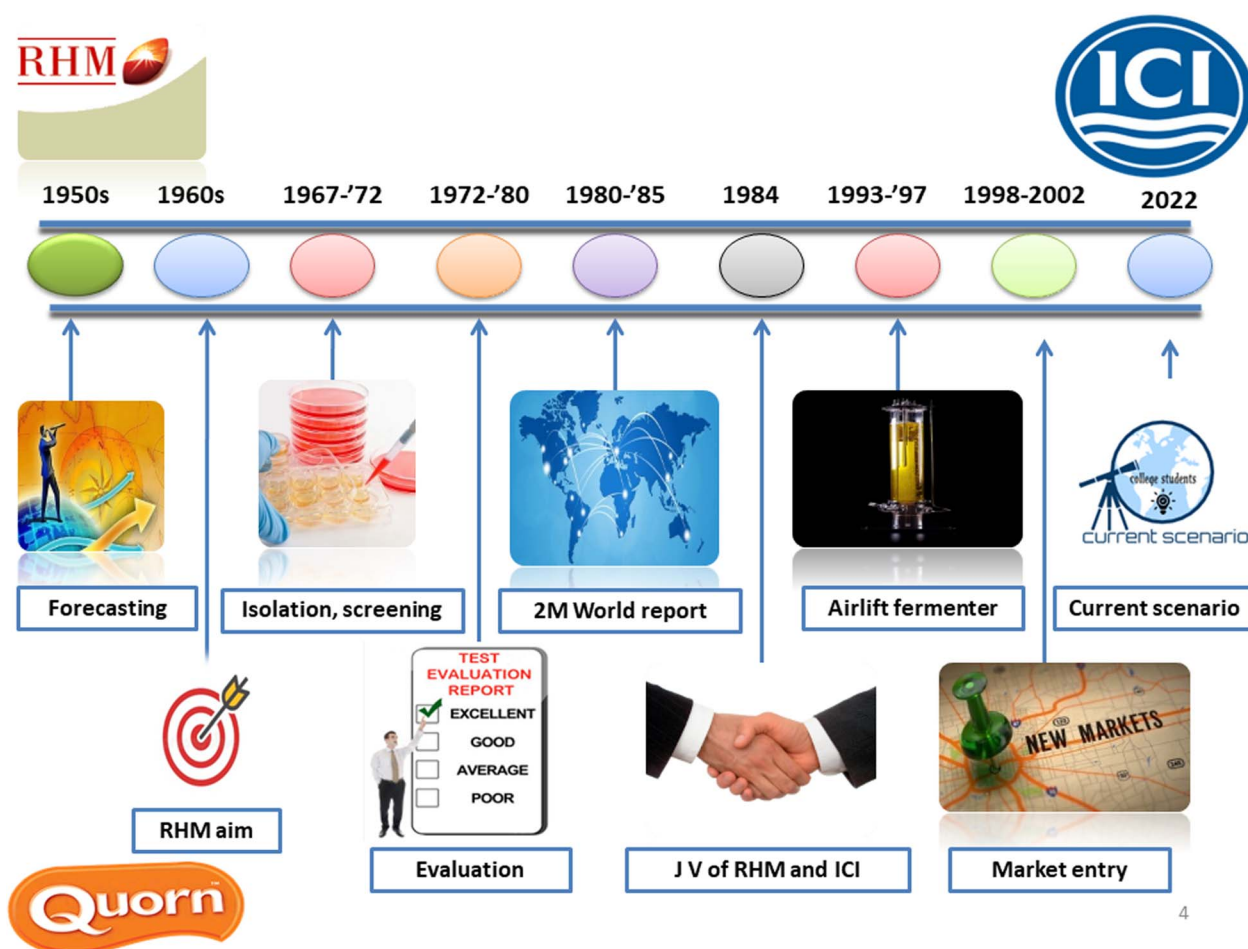 RHM
ICI
1950s
1960s
1967-’72
1972-’80
1980-’85
1984
1993-’97
1998-2002
2022
college students
current scenario
Forecasting
Isolation, screening
2M World report
Airlift fermenter
Current scenario
TEST
EVALUATION
REPORT
EXCELLENT
GOOD
AVERAGE
POOR
NEW MARKETS
RHM aim
Evaluation
J V of RHM and ICI
Market entry
Quorn™
4